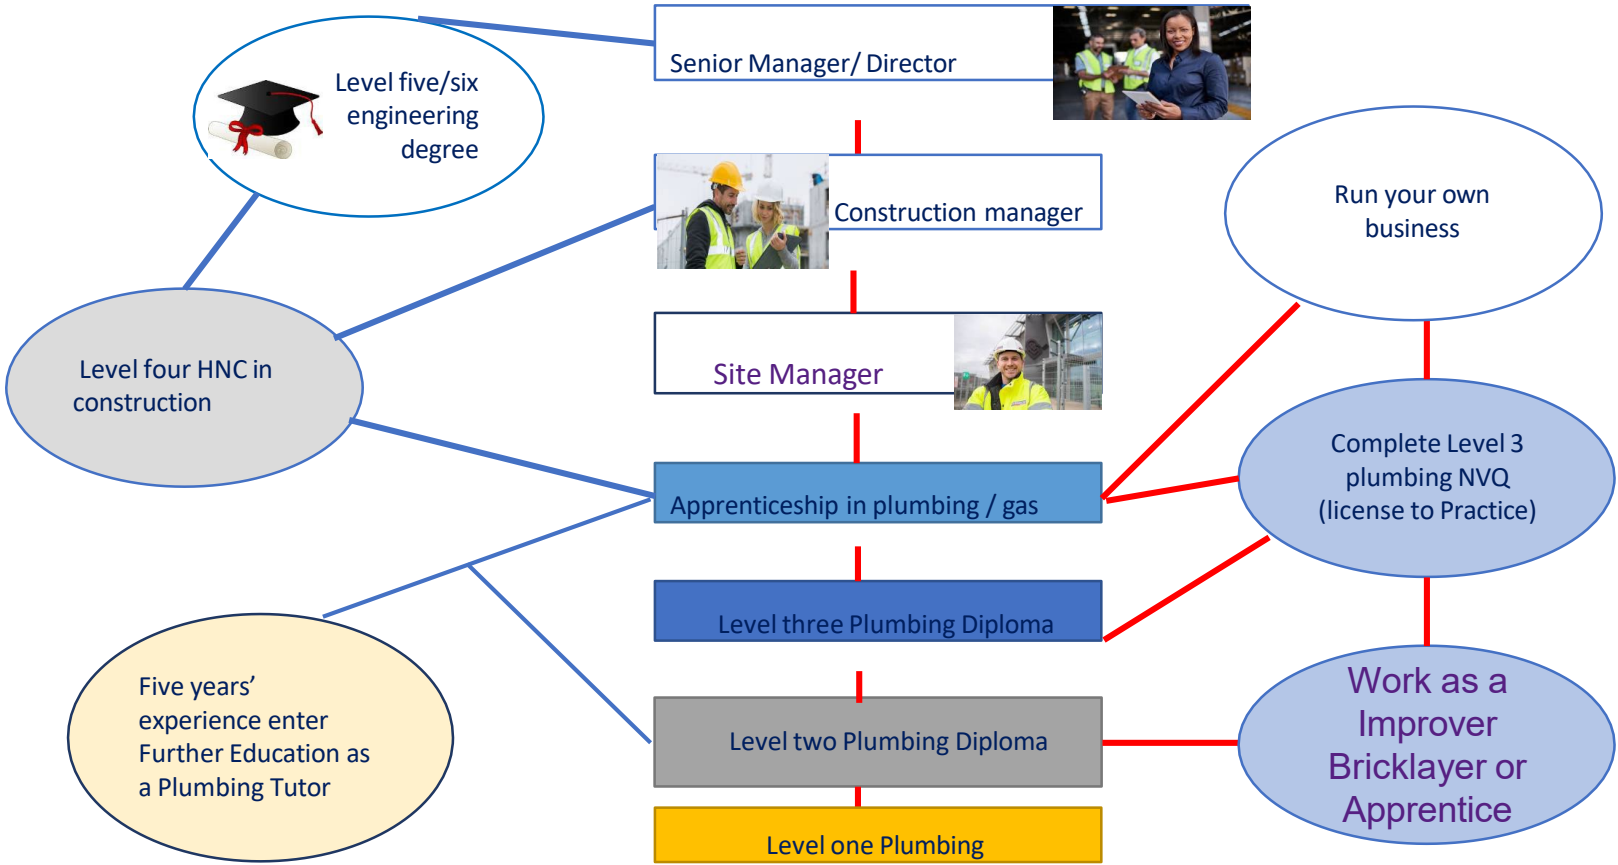 Senior Manager/ Director
Level five/six
engineering
degree
Construction manager
Run your own
business
Site Manager
Level four HNC in
construction
Complete Level 3
plumbing NVQ
(license to Practice)
Apprenticeship in plumbing / gas
Level three Plumbing Diploma
Five years’
experience enter
Further Education as
a Plumbing Tutor
Level two Plumbing Diploma
Work as a
Improver
Bricklayer or
Apprentice
Level one Plumbing